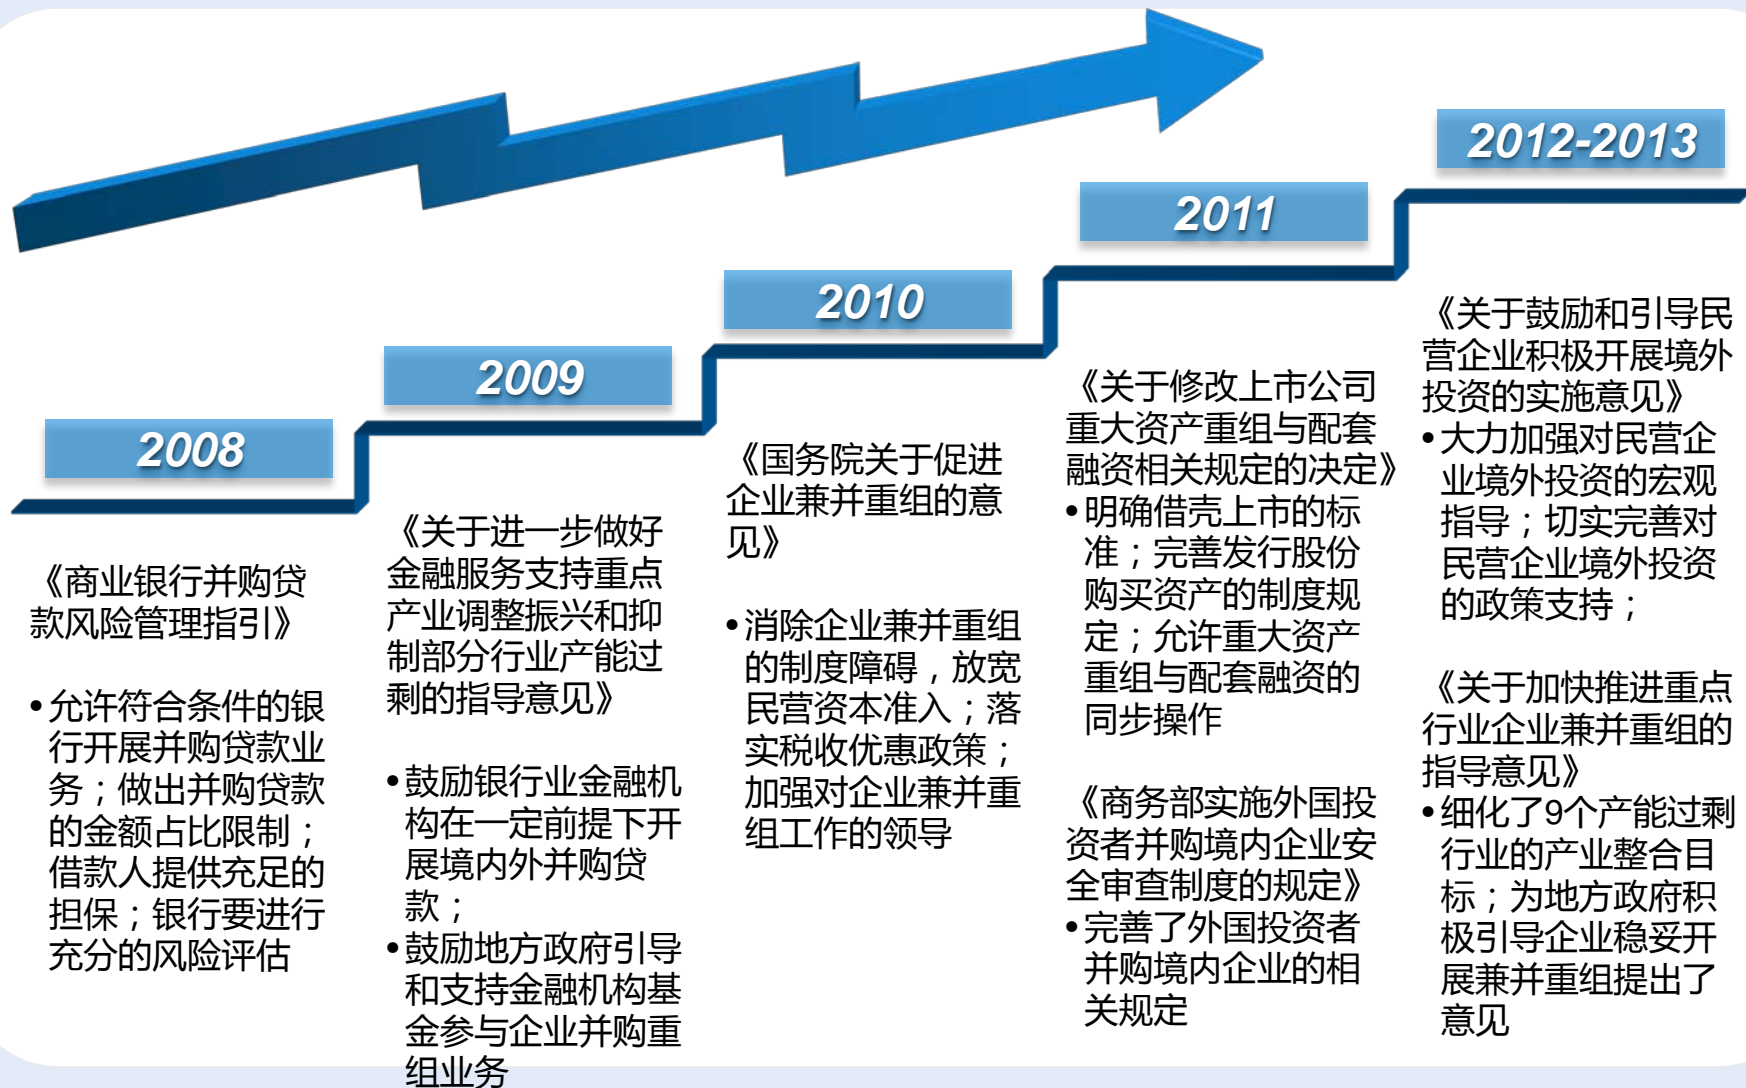 2008
《商业银行并购贷
款风险管理指引》
•允许符合条件的银
行开展并购贷款业
务；做出并购贷款
的金额占比限制；
借款人提供充足的
担保；银行要进行
充分的风险评估
2009
《关于进一步做好
金融服务支持重点
产业调整振兴和抑
制部分行业产能过
剩的指导意见》
•鼓励银行业金融机
构在一定前提下开
展境内外并购贷
款；
•鼓励地方政府引导
和支持金融机构基
金参与企业并购重
组业务
2010
《国务院关于促进
企业兼并重组的意
见》
•消除企业兼并重组
的制度障碍，放宽
民营资本准入；落
实税收优惠政策；
加强对企业兼并重
组工作的领导
2011
《关于修改上市公司
重大资产重组与配套
融资相关规定的决定》
•明确借壳上市的标
准；完善发行股份
购买资产的制度规
定；允许重大资产
重组与配套融资的
同步操作
《商务部实施外国投
资者并购境内企业安
全审查制度的规定》
•完善了外国投资者
并购境内企业的相
关规定
2012-2013
《关于鼓励和引导民
营企业积极开展境外
投资的实施意见》
•大力加强对民营企
业境外投资的宏观
指导；切实完善对
民营企业境外投资
的政策支持；
《关于加快推进重点
行业企业兼并重组的
指导意见》
•细化了9个产能过剩
行业的产业整合目
标；为地方政府积
极引导企业稳妥开
展兼并重组提出了
意见